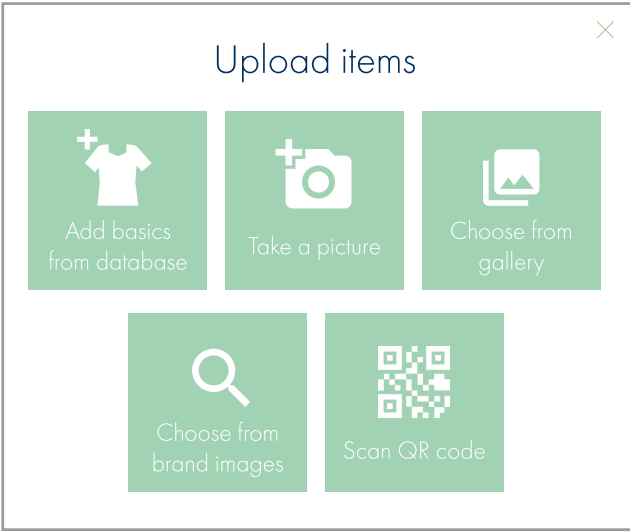 Upload items
Add basics
from database
Take a picture
Choose from
gallery
Choose from
brand images
Scan QR code